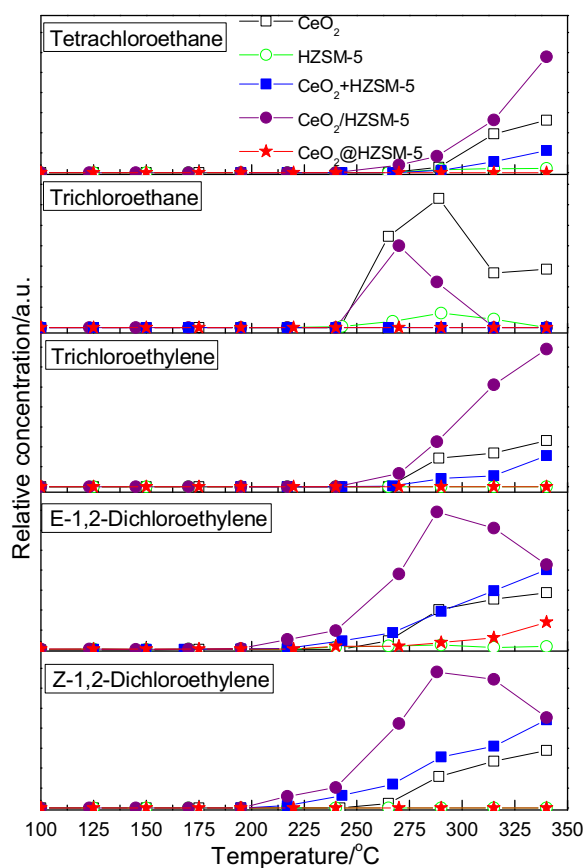 Tetrachloroethane
CeO₂
HZSM-5
CeO₂+HZSM-5
CeO₂/HZSM-5
CeO₂@HZSM-5
Trichloroethane
Trichloroethylene
E-1,2-Dichloroethylene
Z-1,2-Dichloroethylene
Relative concentration/a.u.
100 125 150 175 200 225 250 275 300 325 350
Temperature/°C